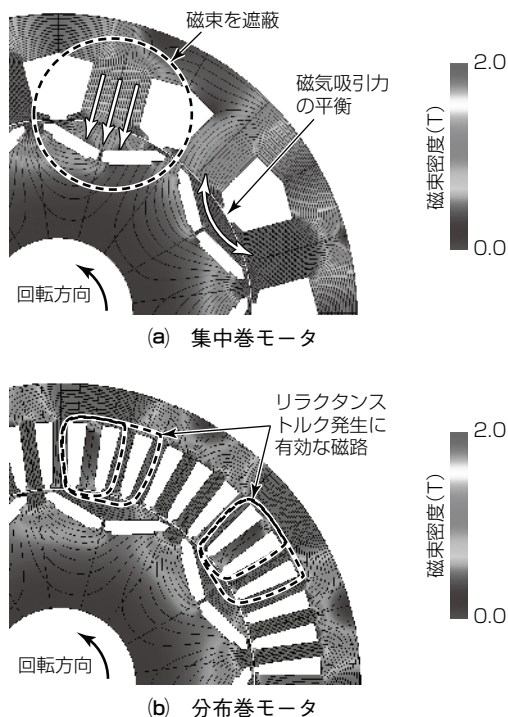 磁束を遮蔽
磁気吸引力
の平衡
回転方向
2.0
磁束密度(T)
0.0
(a) 集中巻モータ
リラクタンス
トルク発生に
有効な磁路
回転方向
2.0
磁束密度(T)
0.0
(b) 分布巻モータ